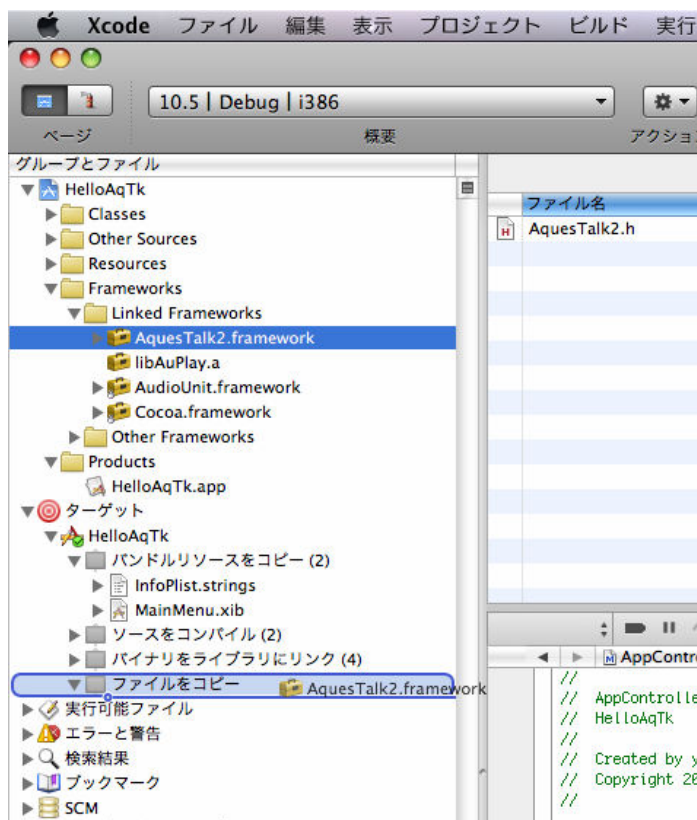 Xcode ファイル 編集 表示 プロジェクト ビルド 実行
10.5 | Debug | i386
ページ 概要 アクション
グループとファイル
HelloAqTk
Classes
Other Sources
Resources
Frameworks
Linked Frameworks
AquesTalk2.framework
libAuPlay.a
AudioUnit.framework
Cocoa.framework
Other Frameworks
Products
HelloAqTk.app
ターゲット
HelloAqTk
バンドルリソースをコピー (2)
InfoPlist.strings
MainMenu.xib
ソースをコンパイル (2)
バイナリをライブラリにリンク (4)
ファイルをコピー AquesTalk2.framework
実行可能ファイル
エラーと警告
検索結果
ブックマーク
SCM
ファイル名
AquesTalk2.h
AppContro
//
// AppControlle
// HelloAqTk
//
// Created by y
// Copyright 20
//